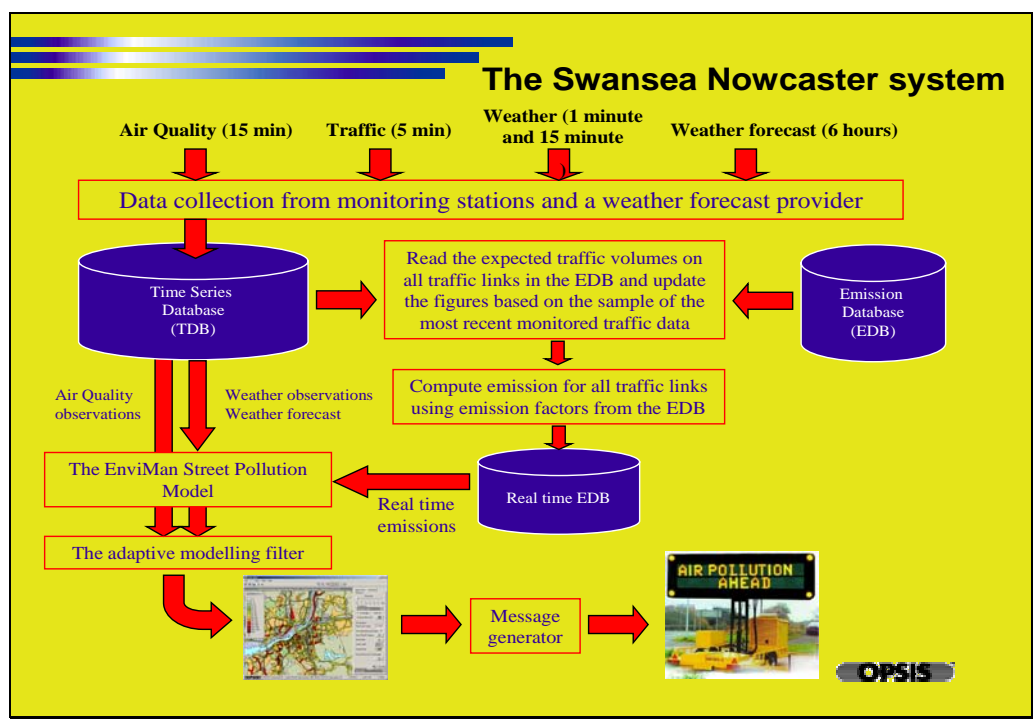 The Swansea Nowcaster system
Air Quality (15 min)
Traffic (5 min)
Weather (1 minute
and 15 minute
)
Weather forecast (6 hours)
Data collection from monitoring stations and a weather forecast provider
Time Series
Database
(TDB)
Read the expected traffic volumes on
all traffic links in the EDB and update
the figures based on the sample of the
most recent monitored traffic data
Emission
Database
(EDB)
Air Quality
observations
Weather observations
Weather forecast
Compute emission for all traffic links
using emission factors from the EDB
The EnviMan Street Pollution
Model
Real time
emissions
Real time EDB
The adaptive modelling filter
Message
generator
AIR POLLUTION
AHEAD
OPSIS